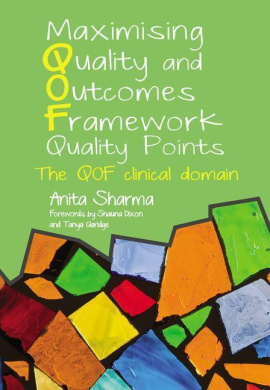 Maximising
Quality and
Outcomes
Framework
Quality Points
The QOF clinical domain
Anita Sharma
Forewords by Shauna Dixon
and Tanya Claridge